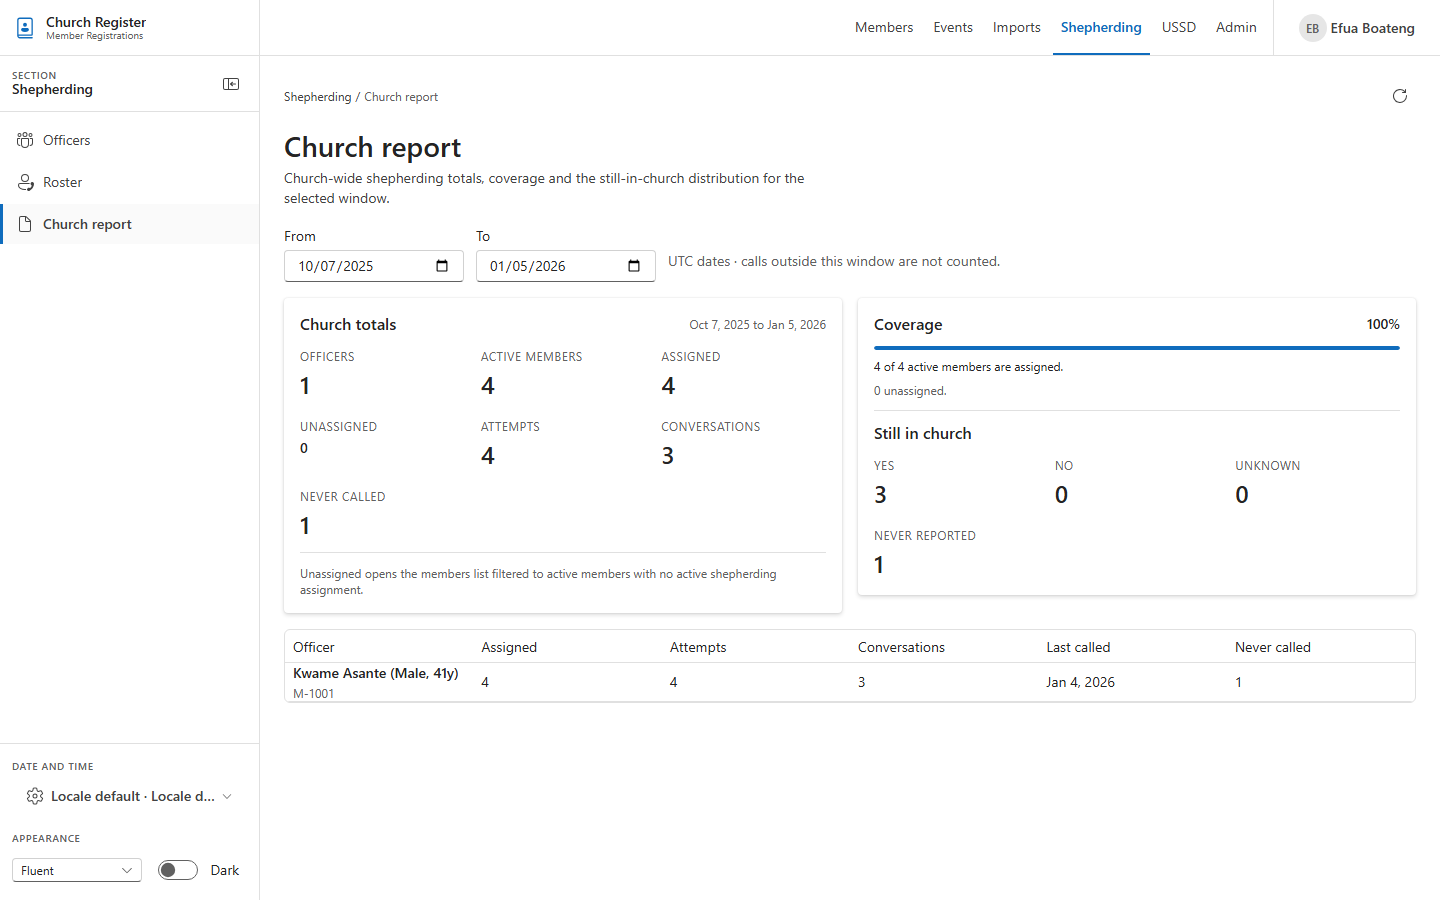 Church Register
Member Registrations
Members
Events
Imports
Shepherding
USSD
Admin
EB
Efua Boateng
SECTION
Shepherding
Officers
Roster
Church report
Shepherding / Church report
Church report
Church-wide shepherding totals, coverage and the still-in-church distribution for the
selected window.
From
To
10/07/2025
01/05/2026
UTC dates · calls outside this window are not counted.
Church totals
Oct 7, 2025 to Jan 5, 2026
OFFICERS
ACTIVE MEMBERS
ASSIGNED
1
4
4
UNASSIGNED
ATTEMPTS
CONVERSATIONS
0
4
3
NEVER CALLED
1
Unassigned opens the members list filtered to active members with no active shepherding
assignment.
Coverage
100%
4 of 4 active members are assigned.
0 unassigned.
Still in church
YES
NO
UNKNOWN
3
0
0
NEVER REPORTED
1
Officer
Assigned
Attempts
Conversations
Last called
Never called
Kwame Asante (Male, 41y)
M-1001
4
4
3
Jan 4, 2026
1
DATE AND TIME
Locale default · Locale d...
APPEARANCE
Fluent
Dark